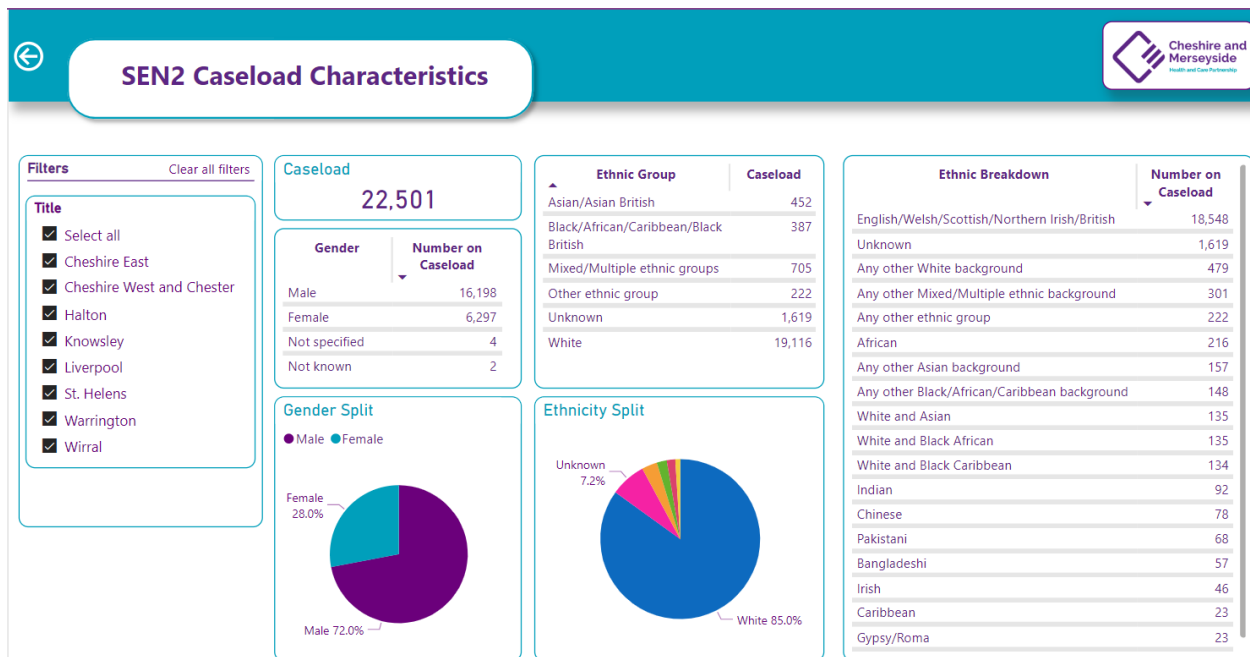 SEN2 Caseload Characteristics
Cheshire and
Merseyside
Health and Care Partnership
Filters
Clear all filters
Title
Select all
Cheshire East
Cheshire West and Chester
Halton
Knowsley
Liverpool
St. Helens
Warrington
Wirral
Caseload
22,501
Gender Number on
Caseload
Male 16,198
Female 6,297
Not specified 4
Not known 2
Gender Split
Male Female
Female
28.0%
Male 72.0%
Ethnic Group Caseload
Asian/Asian British 452
Black/African/Caribbean/Black
British 387
Mixed/Multiple ethnic groups 705
Other ethnic group 222
Unknown 1,619
White 19,116
Ethnicity Split
Unknown
7.2%
White 85.0%
Ethnic Breakdown Number on
Caseload
English/Welsh/Scottish/Northern Irish/British 18,548
Unknown 1,619
Any other White background 479
Any other Mixed/Multiple ethnic background 301
Any other ethnic group 222
African 216
Any other Asian background 157
Any other Black/African/Caribbean background 148
White and Asian 135
White and Black African 135
White and Black Caribbean 134
Indian 92
Chinese 78
Pakistani 68
Bangladeshi 57
Irish 46
Caribbean 23
Gypsy/Roma 23